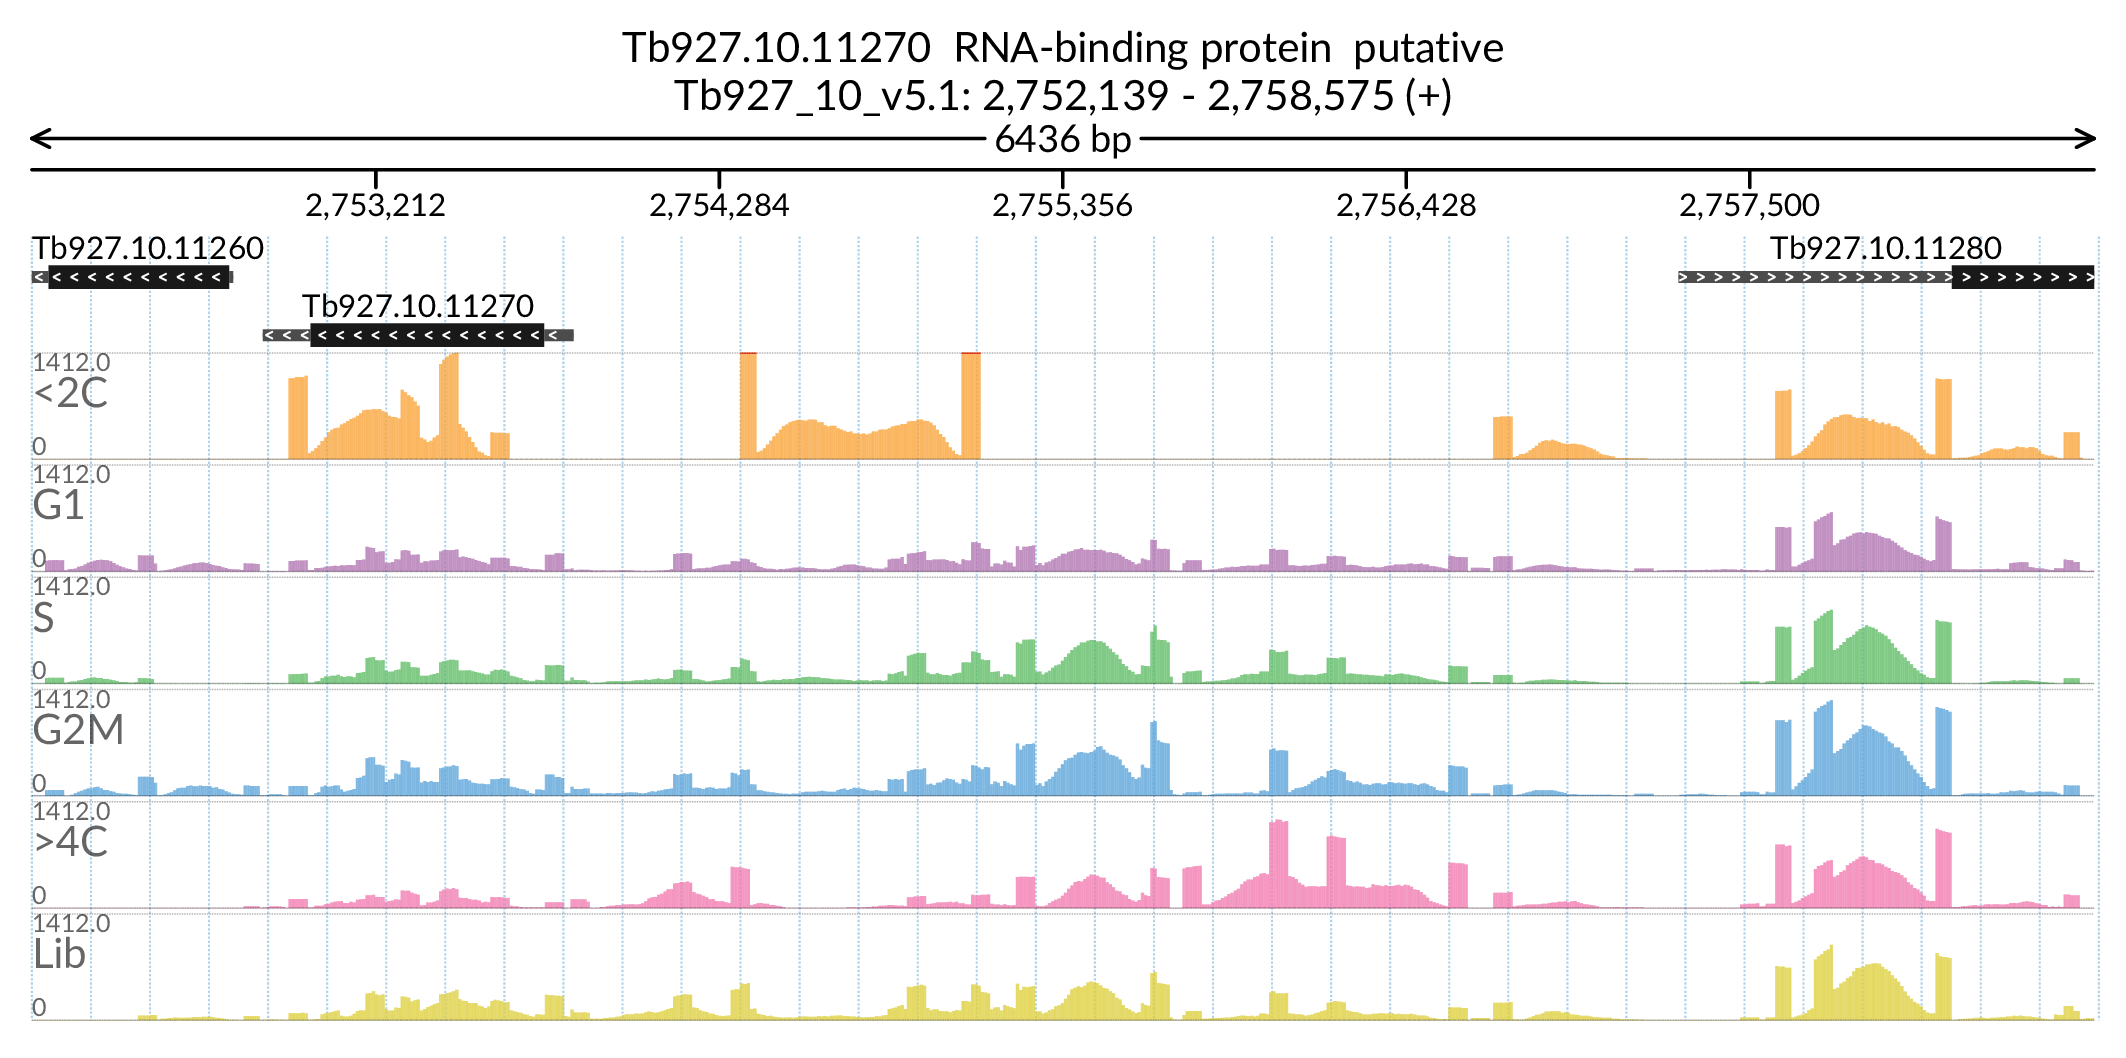 Tb927.10.11270  RNA-binding protein  putative
Tb927_10_v5.1: 2,752,139 - 2,758,575 (+)
6436 bp
2,753,212 2,754,284 2,755,356 2,756,428 2,757,500
Tb927.10.11260 Tb927.10.11280
Tb927.10.11270
1412.0
<2C
0
1412.0
G1
0
1412.0
S
0
1412.0
G2M
0
1412.0
>4C
0
1412.0
Lib
0